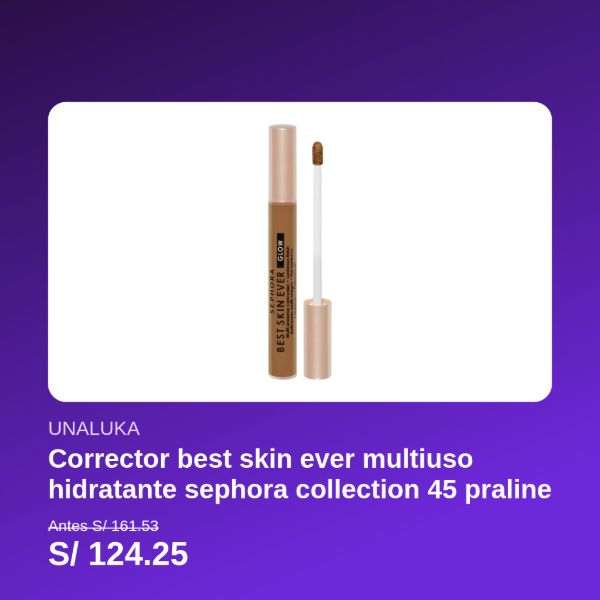 SEPHORA
BEST SKIN EVER GLOW
UNALUKA
Corrector best skin ever multiuso
hidratante sephora collection 45 praline
Antes S/ 161.53
S/ 124.25